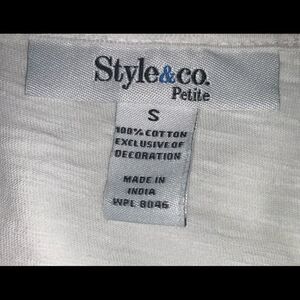 Style&co.
Petite
S
100% COTTON
EXCLUSIVE OF
DECORATION
MADE IN
INDIA
WPL 8046